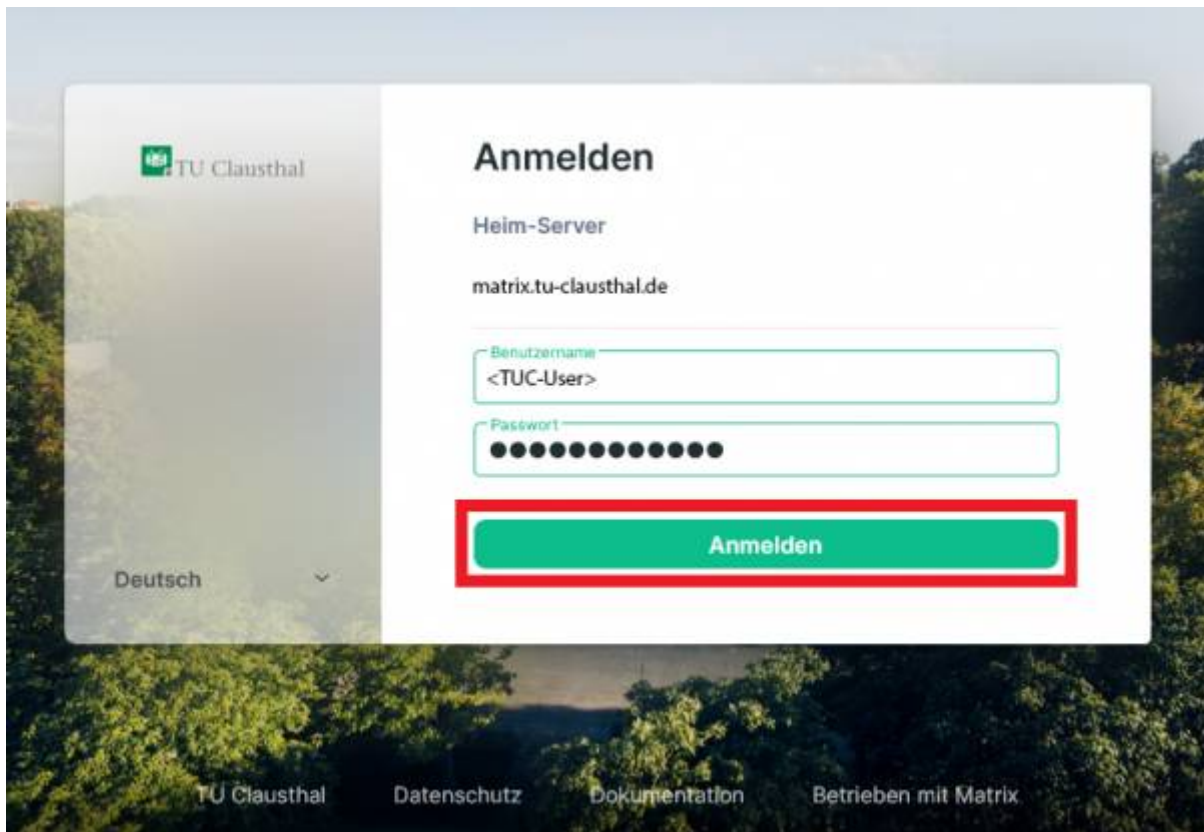 TU Clausthal
Anmelden
Heim-Server
matrix.tu-clausthal.de
Benutzername
<TUC-User>
Passwort
●●●●●●●●●●●●
Anmelden
Deutsch
TU Clausthal Datenschutz Dokumentation Betrieben mit Matrix